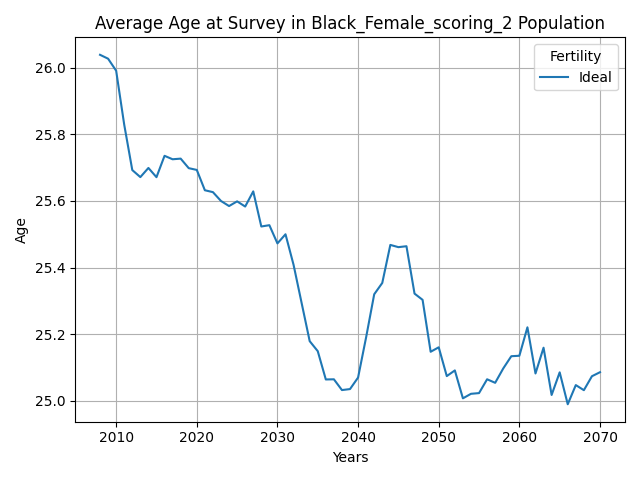 Average Age at Survey in Black_Female_scoring_2 Population
Fertility
Ideal
26.0
25.8
25.6
25.4
25.2
25.0
Age
2010 2020 2030 2040 2050 2060 2070
Years